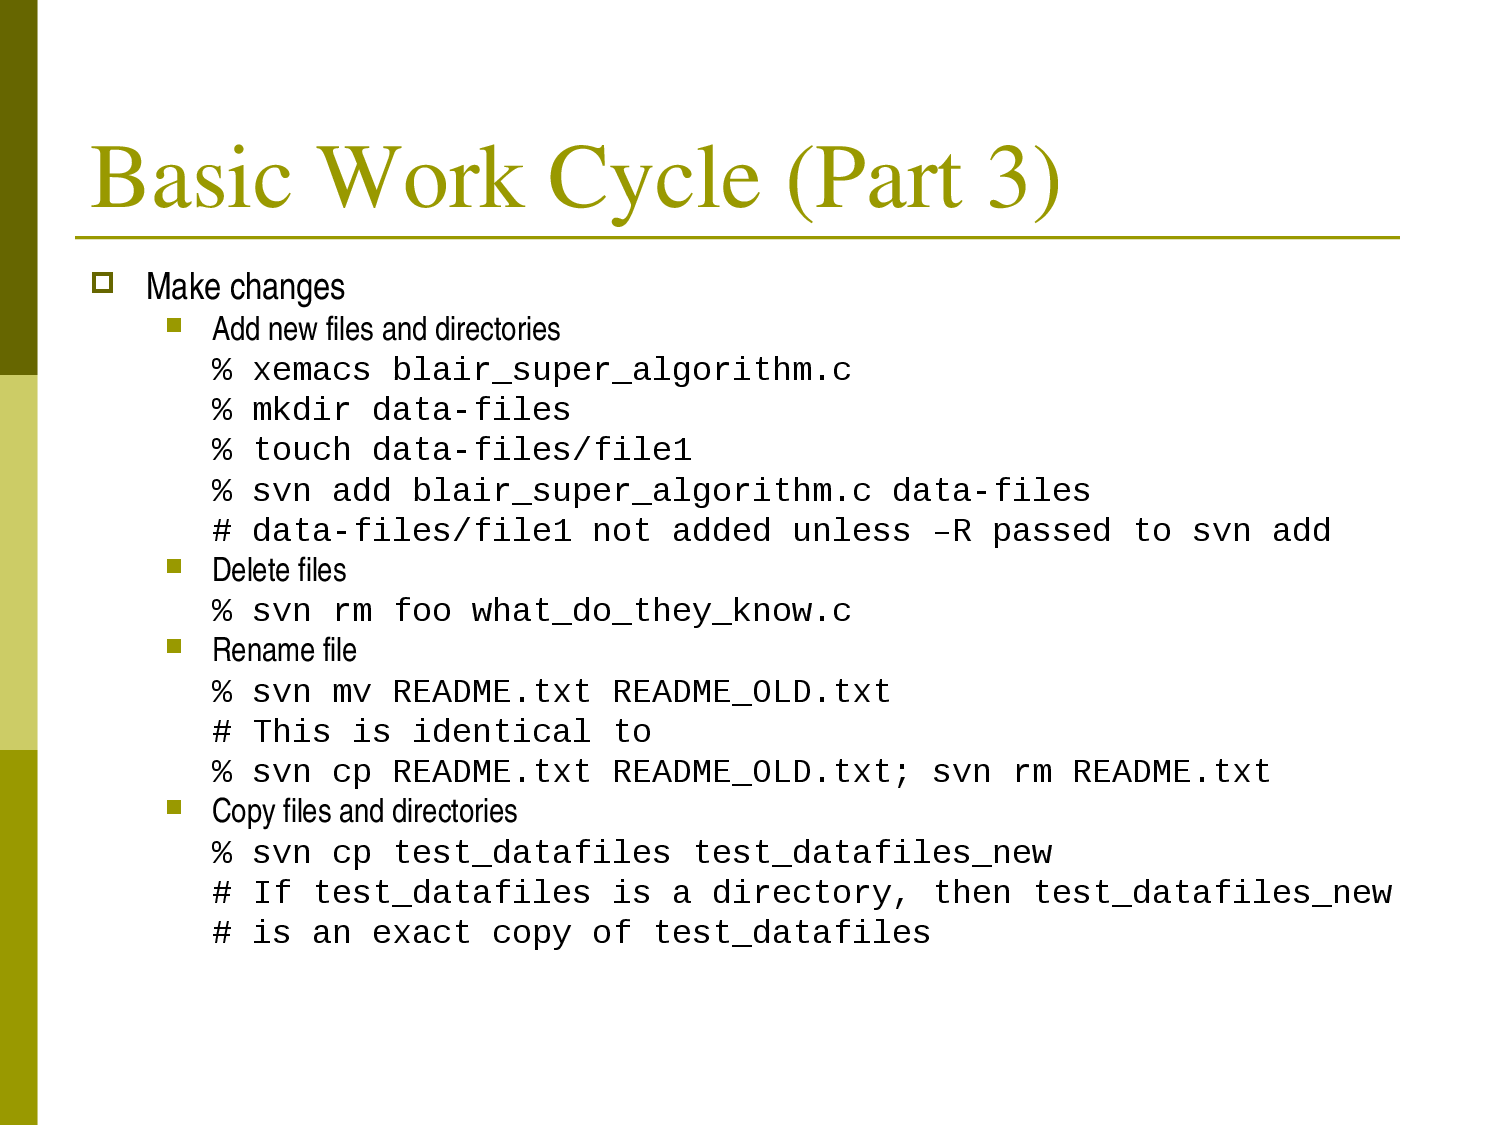 Basic Work Cycle (Part 3)
Make changes
Add new files and directories
% xemacs blair_super_algorithm.c
% mkdir data-files
% touch data-files/file1
% svn add blair_super_algorithm.c data-files
# data-files/file1 not added unless –R passed to svn add
Delete files
% svn rm foo what_do_they_know.c
Rename file
% svn mv README.txt README_OLD.txt
# This is identical to
% svn cp README.txt README_OLD.txt; svn rm README.txt
Copy files and directories
% svn cp test_datafiles test_datafiles_new
# If test_datafiles is a directory, then test_datafiles_new
# is an exact copy of test_datafiles